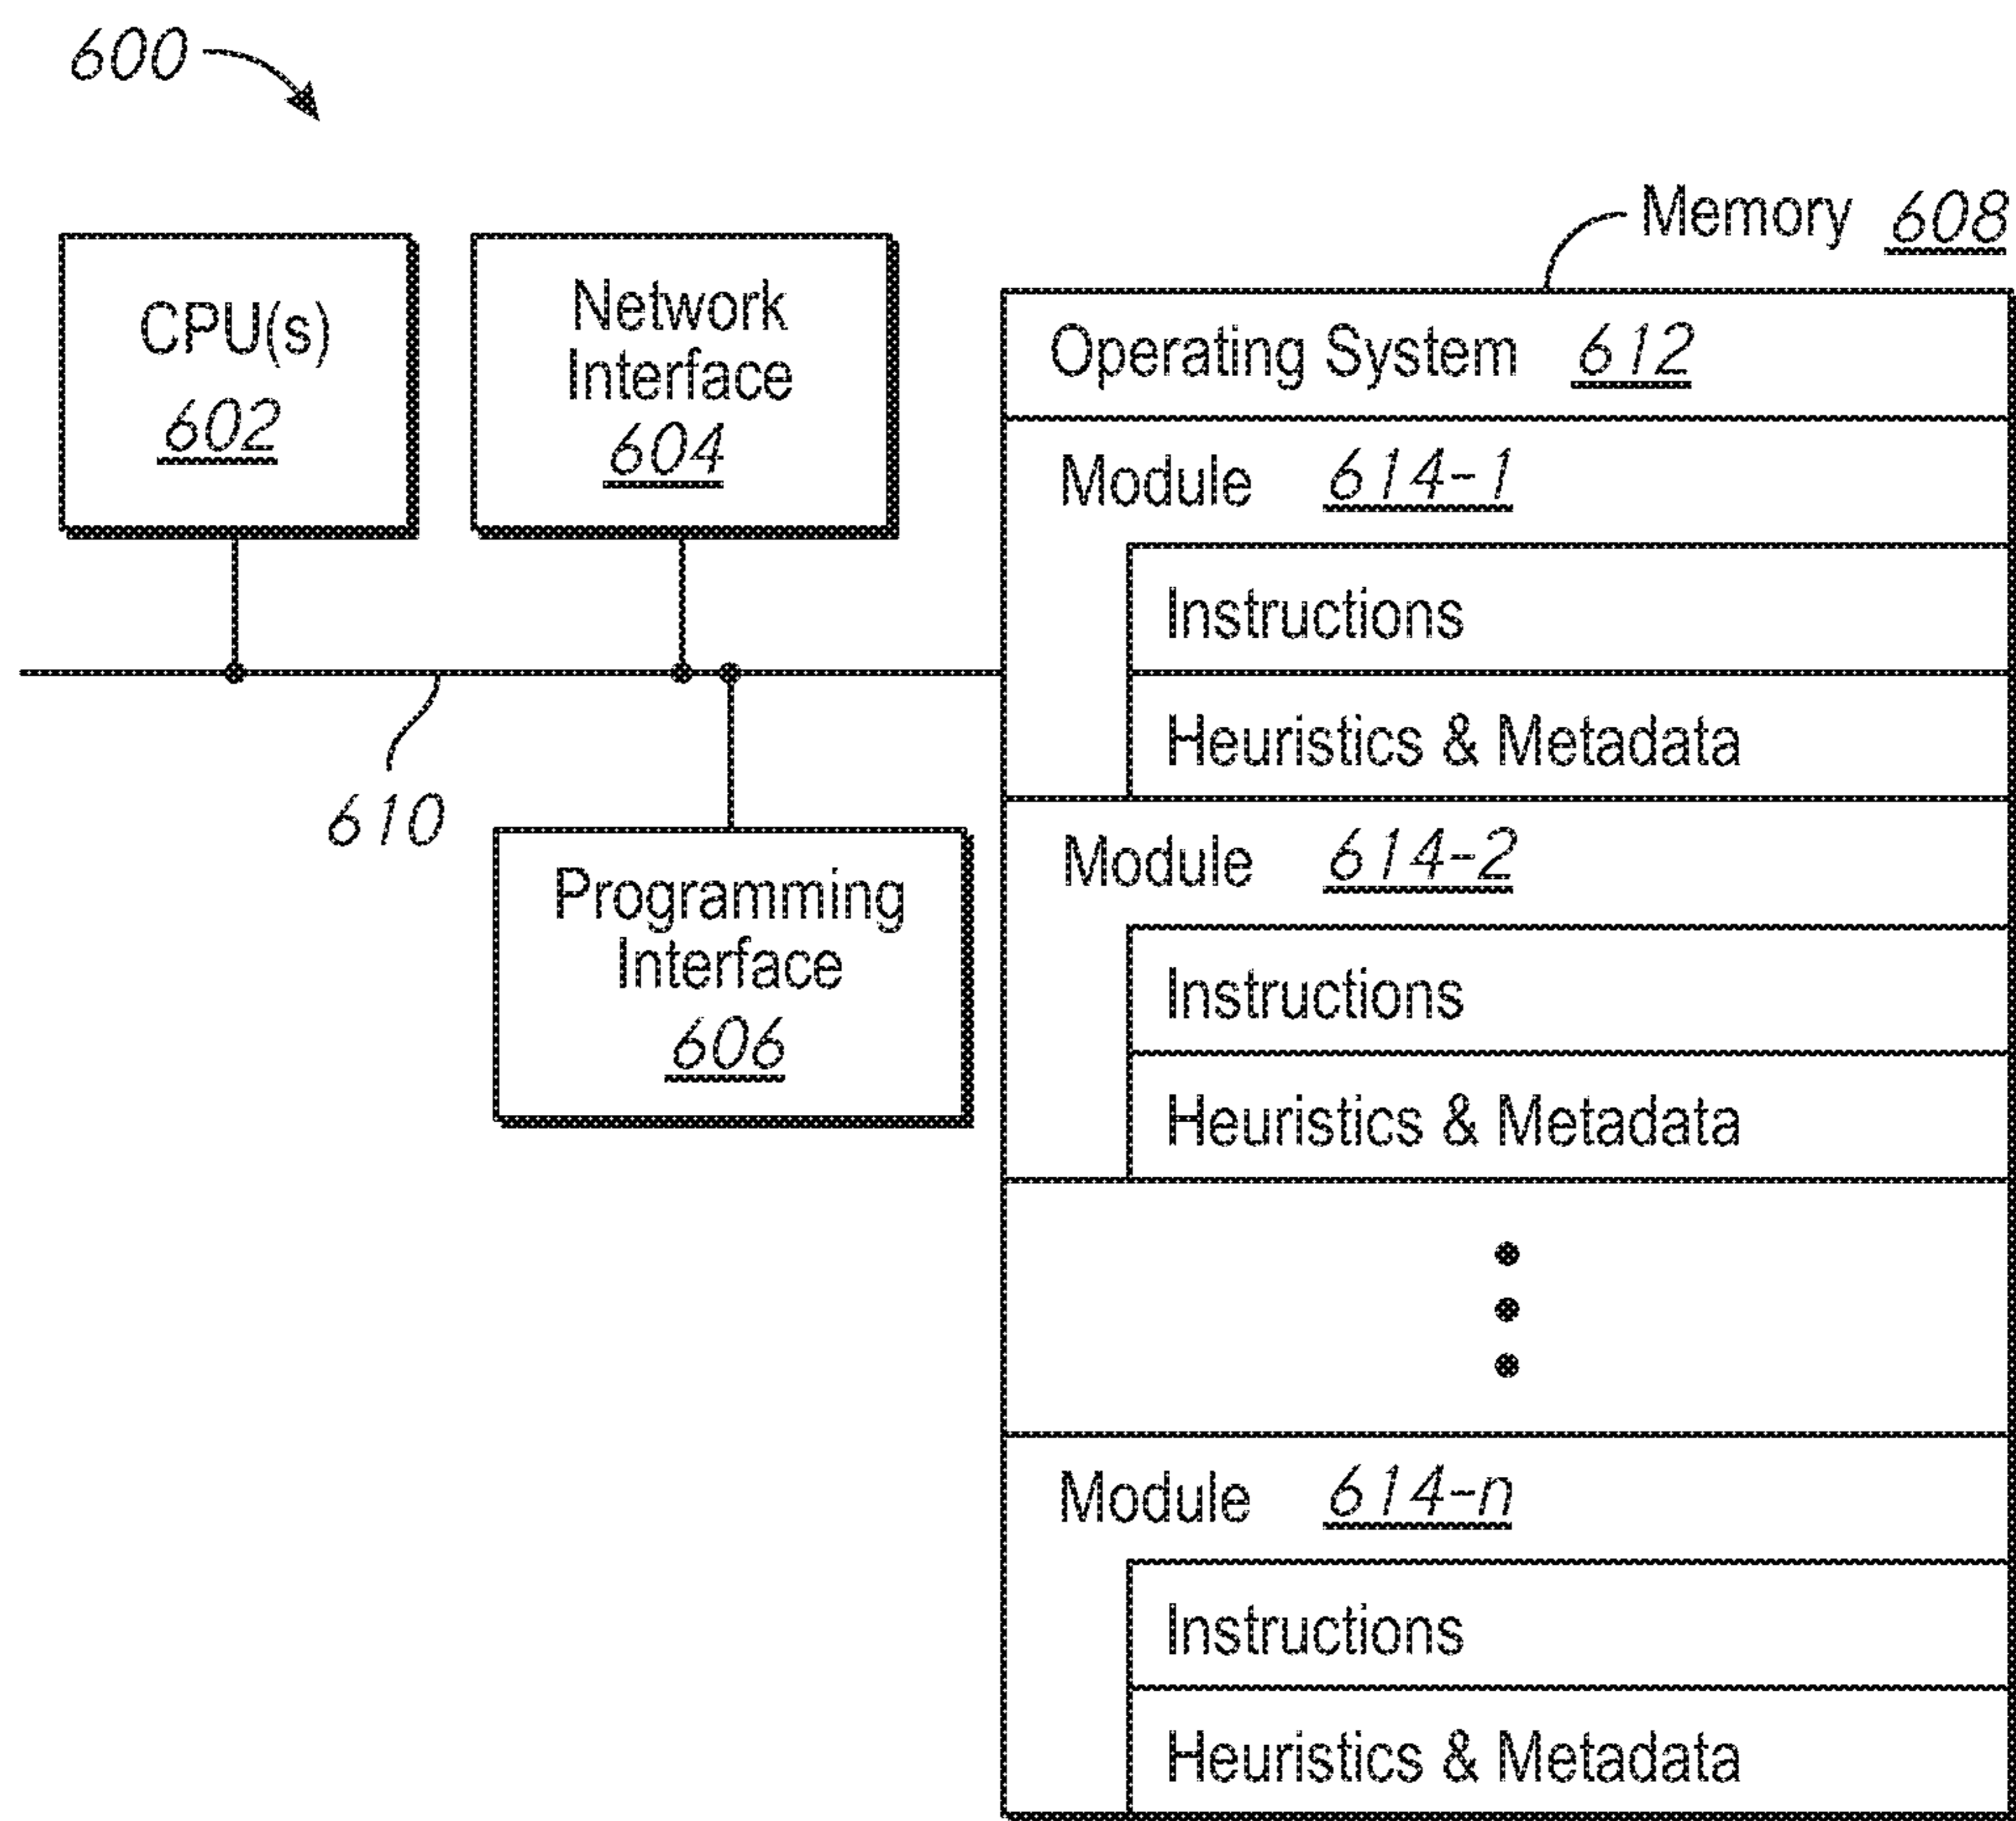 600
Memory 608
CPU(s)
602
Network
Interface
604
Operating System 612
Module 614-1
Instructions
Heuristics & Metadata
610
Programming
Interface
606
Module 614-2
Instructions
Heuristics & Metadata
Module 614-n
Instructions
Heuristics & Metadata